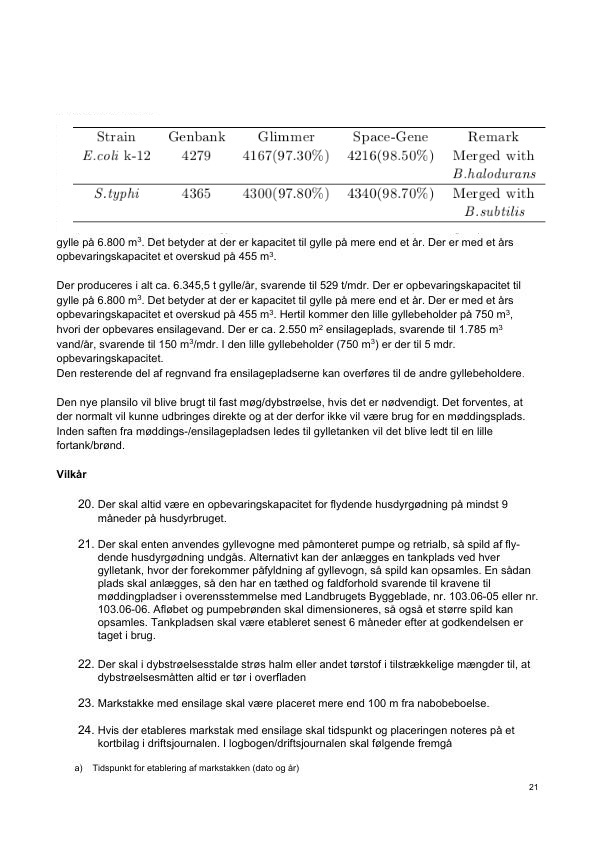 Strain Genbank Glimmer Space-Gene Remark
E.coli k-12 4279 4167(97.30%) 4216(98.50%) Merged with
B.halodurans
S.typhi 4365 4300(97.80%) 4340(98.70%) Merged with
B.subtilis
gylle på 6.800 m³. Det betyder at der er kapacitet til gylle på mere end et år. Der er med et års
opbevaringskapacitet et overskud på 455 m³.
Der produceres i alt ca. 6.345,5 t gylle/år, svarende til 529 t/mdr. Der er opbevaringskapacitet til
gylle på 6.800 m³. Det betyder at der er kapacitet til gylle på mere end et år. Der er med et års
opbevaringskapacitet et overskud på 455 m³. Hertil kommer den lille gyllebeholder på 750 m³,
hvori der opbevares ensilagevand. Der er ca. 2.550 m² ensilageplads, svarende til 1.785 m³
vand/år, svarende til 150 m³/mdr. I den lille gyllebeholder (750 m³) er der til 5 mdr.
opbevaringskapacitet.
Den resterende del af regnvand fra ensilagepladserne kan overføres til de andre gyllebeholdere.
Den nye plansilo vil blive brugt til fast møg/dybstrøelse, hvis det er nødvendigt. Det forventes, at
der normalt vil kunne udbringes direkte og at der derfor ikke vil være brug for en møddingsplads.
Inden saften fra møddings-/ensilagepladsen ledes til gylletanken vil det blive ledt til en lille
fortank/brønd.
Vilkår
20. Der skal altid være en opbevaringskapacitet for flydende husdyrgødning på mindst 9
måneder på husdyrbruget.
21. Der skal enten anvendes gyllevogne med påmonteret pumpe og retrialb, så spild af fly-
dende husdyrgødning undgås. Alternativt kan der anlægges en tankplads ved hver
gylletank, hvor der forekommer påfyldning af gyllevogn, så spild kan opsamles. En sådan
plads skal anlægges, så den har en tæthed og faldforhold svarende til kravene til
møddingpladser i overensstemmelse med Landbrugets Byggeblade, nr. 103.06-05 eller nr.
103.06-06. Afløbet og pumpebrønden skal dimensioneres, så også et større spild kan
opsamles. Tankpladsen skal være etableret senest 6 måneder efter at godkendelsen er
taget i brug.
22. Der skal i dybstrøelsesstalde strøs halm eller andet tørstof i tilstrækkelige mængder til, at
dybstrøelsesmåtten altid er tør i overfladen
23. Markstakke med ensilage skal være placeret mere end 100 m fra nabobeboelse.
24. Hvis der etableres markstak med ensilage skal tidspunkt og placeringen noteres på et
kortbilag i driftsjournalen. I logbogen/driftsjournalen skal følgende fremgå
a) Tidspunkt for etablering af markstakken (dato og år)
21